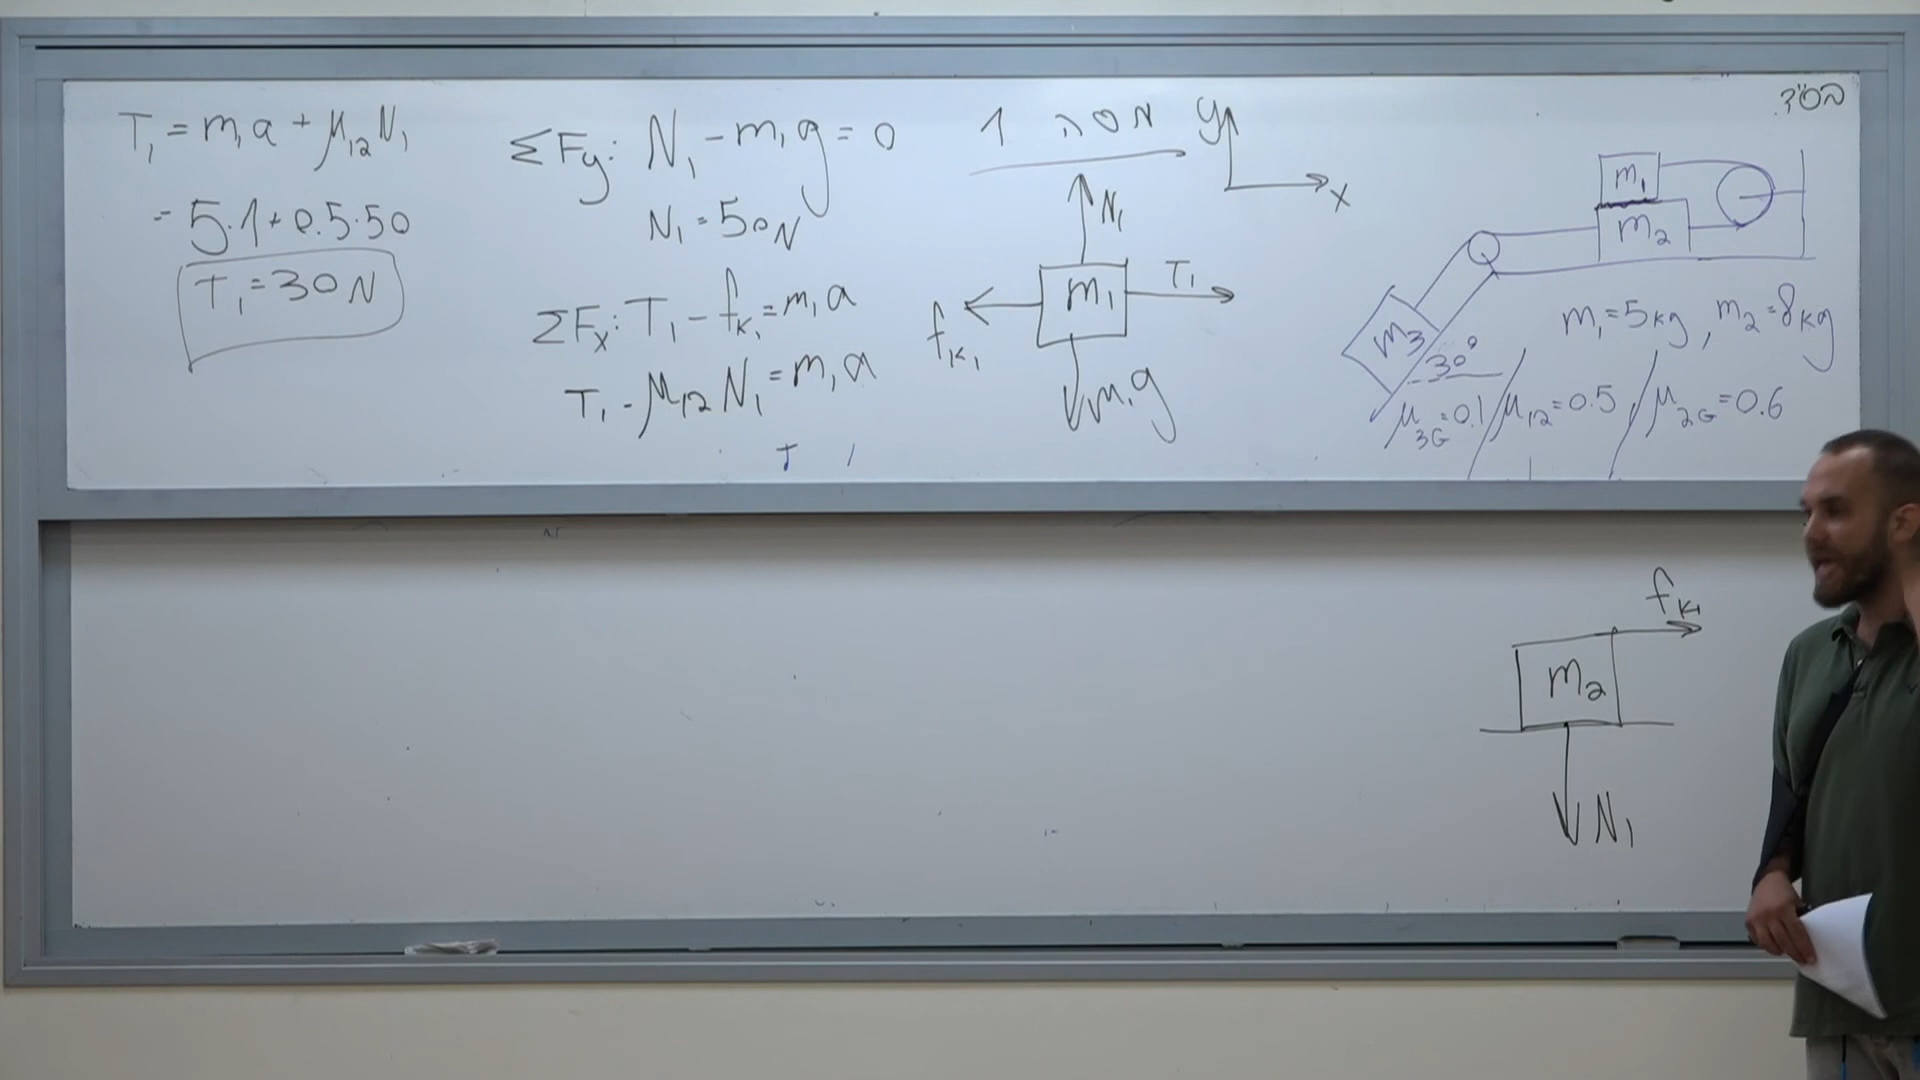 בס"ד
m₁
m₂
m₃
30°
m₁=5kg, m₂=8kg
μ₃G=0.1 / μ₁₂=0.5 / μ₂G=0.6
מסה 1
y
x
N₁
m₁
T₁
fₖ₁
m₁g
ΣFy: N₁ - m₁g = 0
N₁ = 50N
ΣFx: T₁ - fₖ₁ = m₁a
T₁ - μ₁₂N₁ = m₁a
T₁ = m₁a + μ₁₂N₁
= 5·1 + 0.5·50
T₁ = 30N
fₖ₁
m₂
N₁